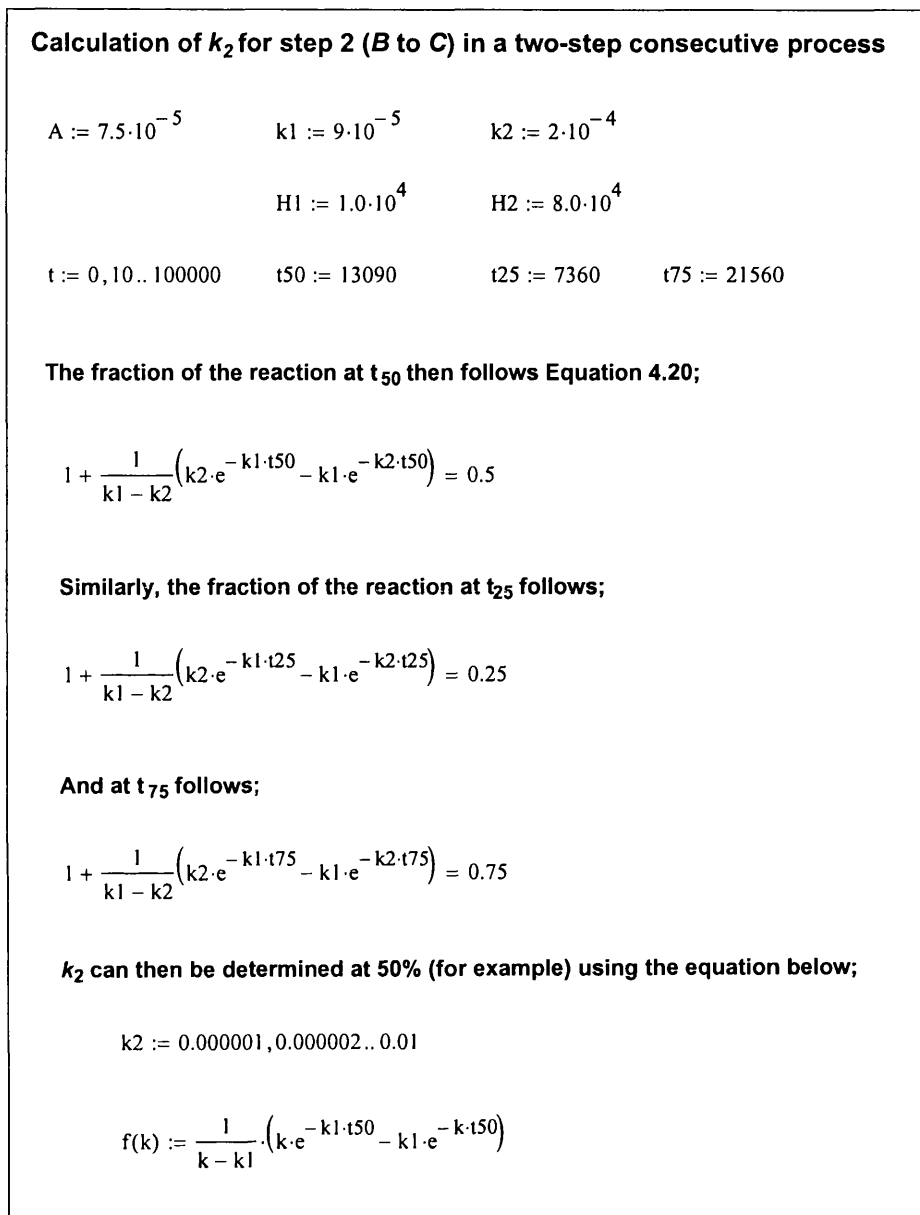 Calculation of k₂ for step 2 (B to C) in a two-step consecutive process
A := 7.5·10⁻⁵ k1 := 9·10⁻⁵ k2 := 2·10⁻⁴
H1 := 1.0·10⁴ H2 := 8.0·10⁴
t := 0,10.. 100000 t50 := 13090 t25 := 7360 t75 := 21560
The fraction of the reaction at t₅₀ then follows Equation 4.20;
1 + \frac{1}{k1 − k2}(k2·e^{−k1·t50} − k1·e^{−k2·t50}) = 0.5
Similarly, the fraction of the reaction at t₂₅ follows;
1 + \frac{1}{k1 − k2}(k2·e^{−k1·t25} − k1·e^{−k2·t25}) = 0.25
And at t₇₅ follows;
1 + \frac{1}{k1 − k2}(k2·e^{−k1·t75} − k1·e^{−k2·t75}) = 0.75
k₂ can then be determined at 50% (for example) using the equation below;
k2 := 0.000001,0.000002.. 0.01
f(k) := \frac{1}{k − k1}·(k·e^{−k1·t50} − k1·e^{−k·t50})